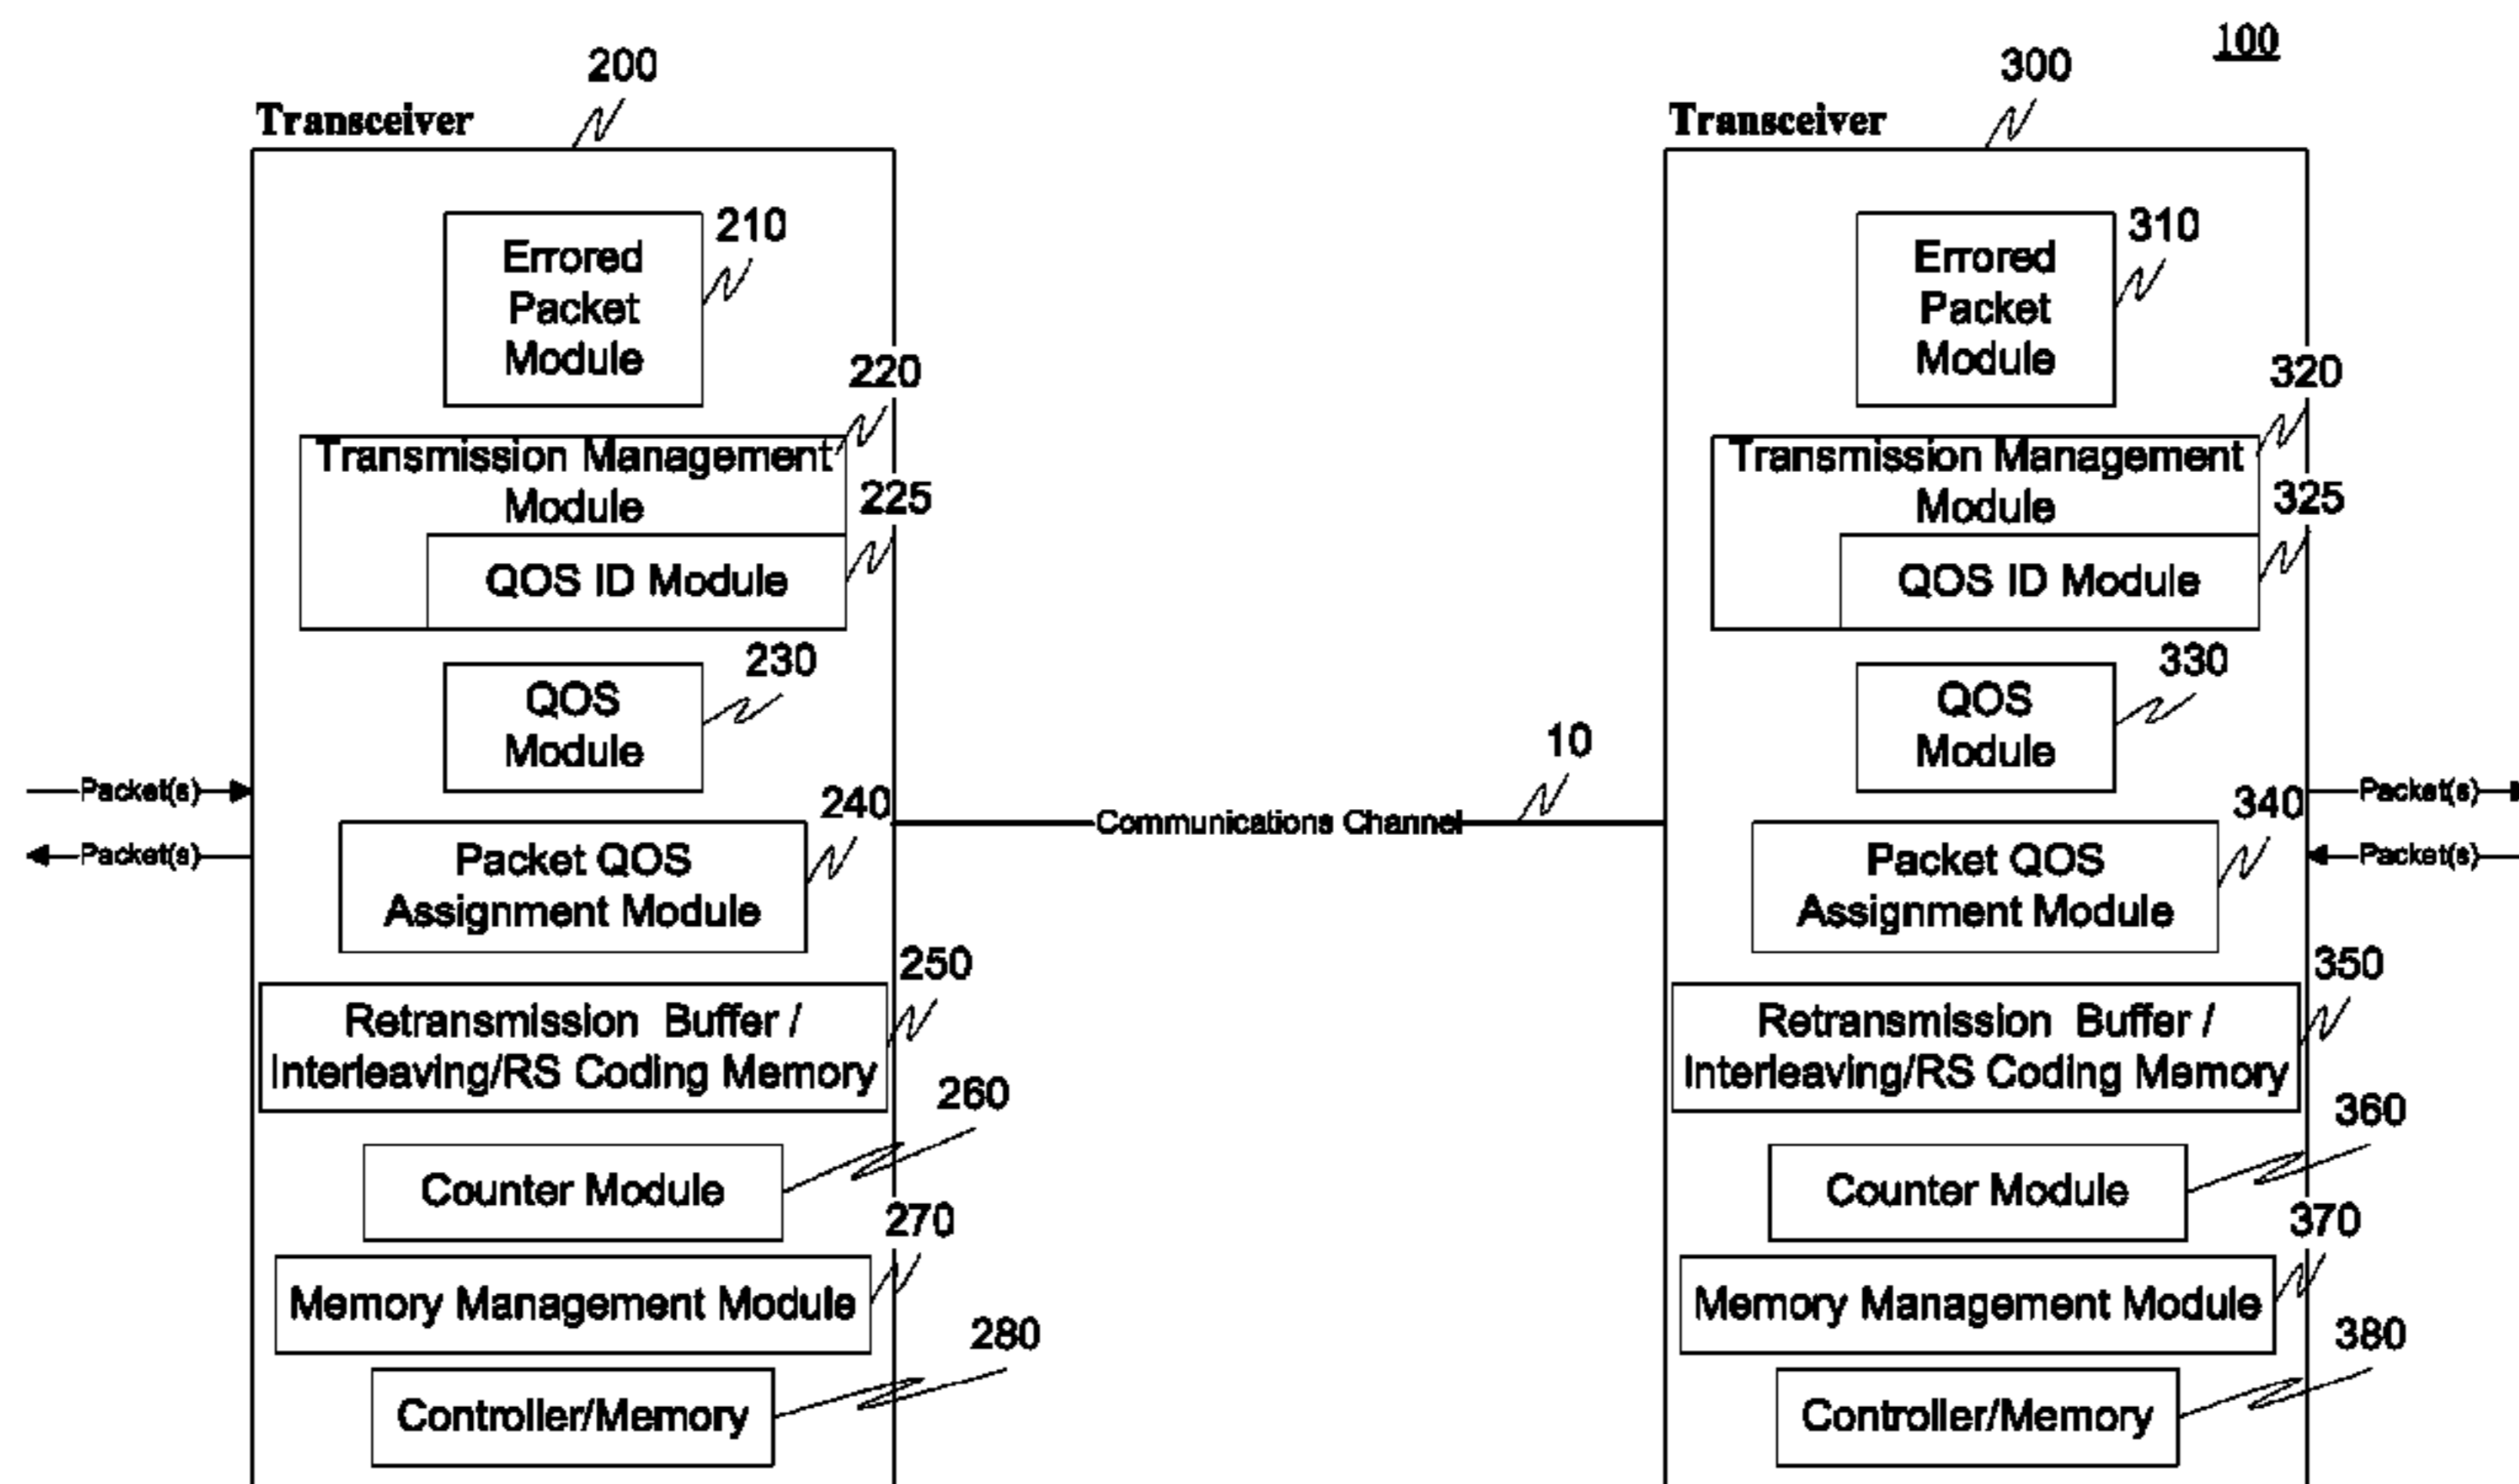 100
200
Transceiver
210
Errored
Packet
Module
220
Transmission Management
Module
225
QOS ID Module
230
QOS
Module
Packet(s)
Packet(s)
240
Packet QOS
Assignment Module
250
Retransmission Buffer /
Interleaving/RS Coding Memory
260
Counter Module
270
Memory Management Module
280
Controller/Memory
10
Communications Channel
300
Transceiver
310
Errored
Packet
Module
320
Transmission Management
Module
325
QOS ID Module
330
QOS
Module
Packet(s)
Packet(s)
340
Packet QOS
Assignment Module
350
Retransmission Buffer /
Interleaving/RS Coding Memory
360
Counter Module
370
Memory Management Module
380
Controller/Memory